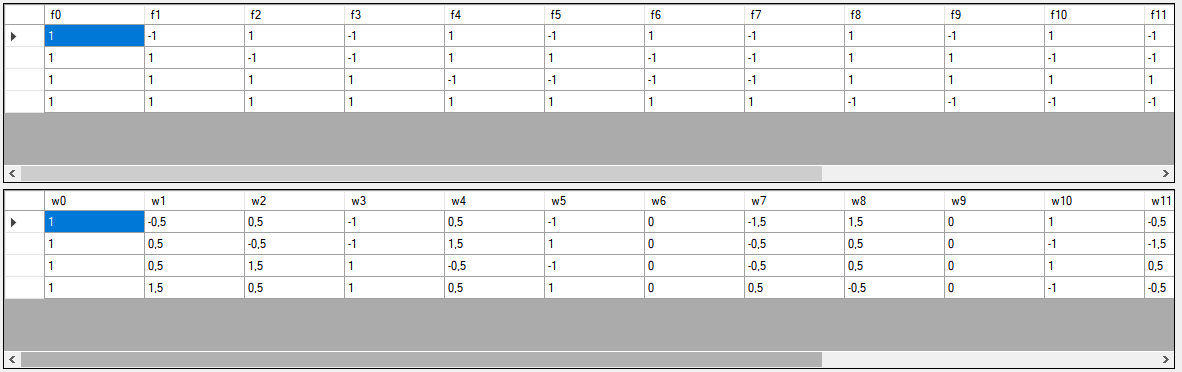 f0 f1 f2 f3 f4 f5 f6 f7 f8 f9 f10 f11
1 -1 1 -1 1 -1 1 -1 1 -1 1 -1
1 1 -1 -1 1 1 -1 -1 1 1 -1 -1
1 1 1 1 -1 -1 -1 -1 1 1 1 1
1 1 1 1 1 1 1 1 -1 -1 -1 -1
w0 w1 w2 w3 w4 w5 w6 w7 w8 w9 w10 w11
1 -0,5 0,5 -1 0,5 -1 0 -1,5 1,5 0 1 -0,5
1 0,5 -0,5 -1 1,5 1 0 -0,5 0,5 0 -1 -1,5
1 0,5 1,5 1 -0,5 -1 0 -0,5 0,5 0 1 0,5
1 1,5 0,5 1 0,5 1 0 0,5 -0,5 0 -1 -0,5